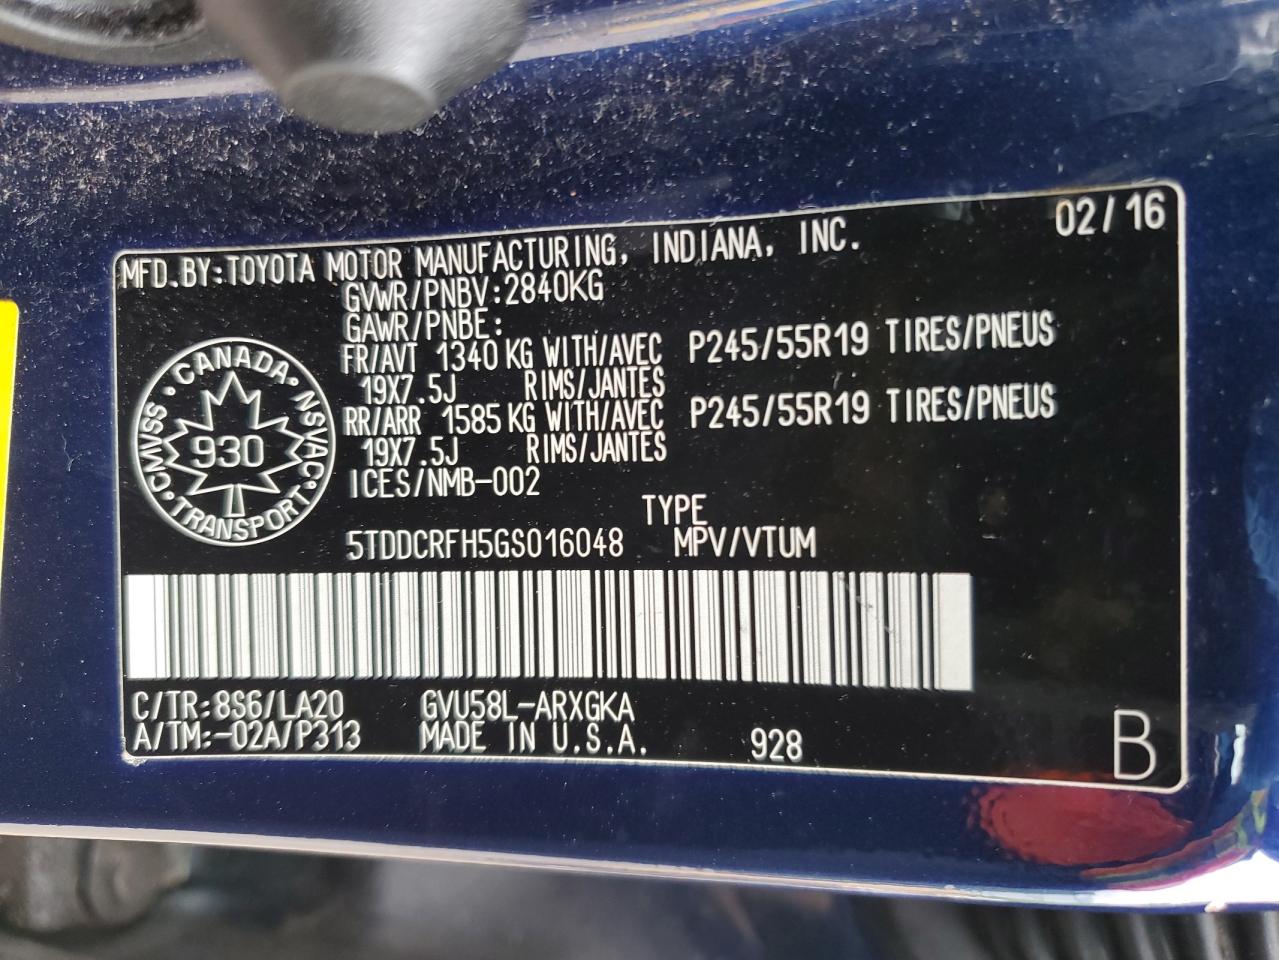 02/16
MFD.BY:TOYOTA MOTOR MANUFACTURING, INDIANA, INC.
GVWR/PNBV:2840KG
GAWR/PNBE:
FR/AVT 1340 KG WITH/AVEC P245/55R19 TIRES/PNEUS
19X7.5J RIMS/JANTES
RR/ARR 1585 KG WITH/AVEC P245/55R19 TIRES/PNEUS
19X7.5J RIMS/JANTES
ICES/NMB-002
CANADA
NSVAC
TRANSPORT
CMVSS
930
TYPE
5TDDCRFH5GS016048 MPV/VTUM
C/TR:8S6/LA20 GVU58L-ARXGKA
A/TM:-02A/P313 MADE IN U.S.A. 928
B